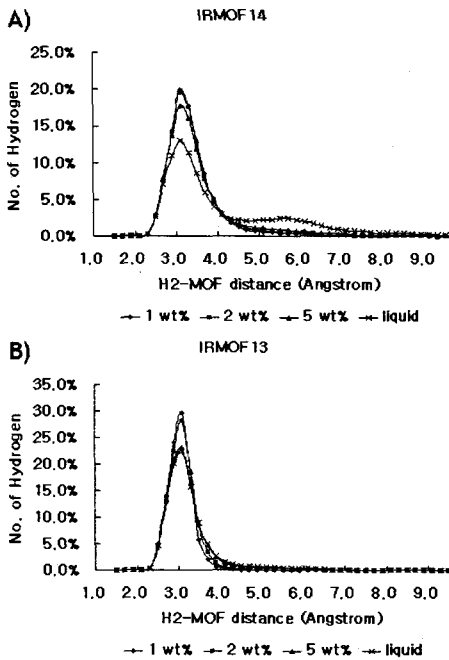 A)
IRMOF14
No. of Hydrogen
25.0%
20.0%
15.0%
10.0%
5.0%
0.0%
1.0 2.0 3.0 4.0 5.0 6.0 7.0 8.0 9.0
H2-MOF distance (Angstrom)
1 wt% 2 wt% 5 wt% liquid
B)
IRMOF13
No. of Hydrogen
35.0%
30.0%
25.0%
20.0%
15.0%
10.0%
5.0%
0.0%
1.0 2.0 3.0 4.0 5.0 6.0 7.0 8.0 9.0
H2-MOF distance (Angstrom)
1 wt% 2 wt% 5 wt% liquid